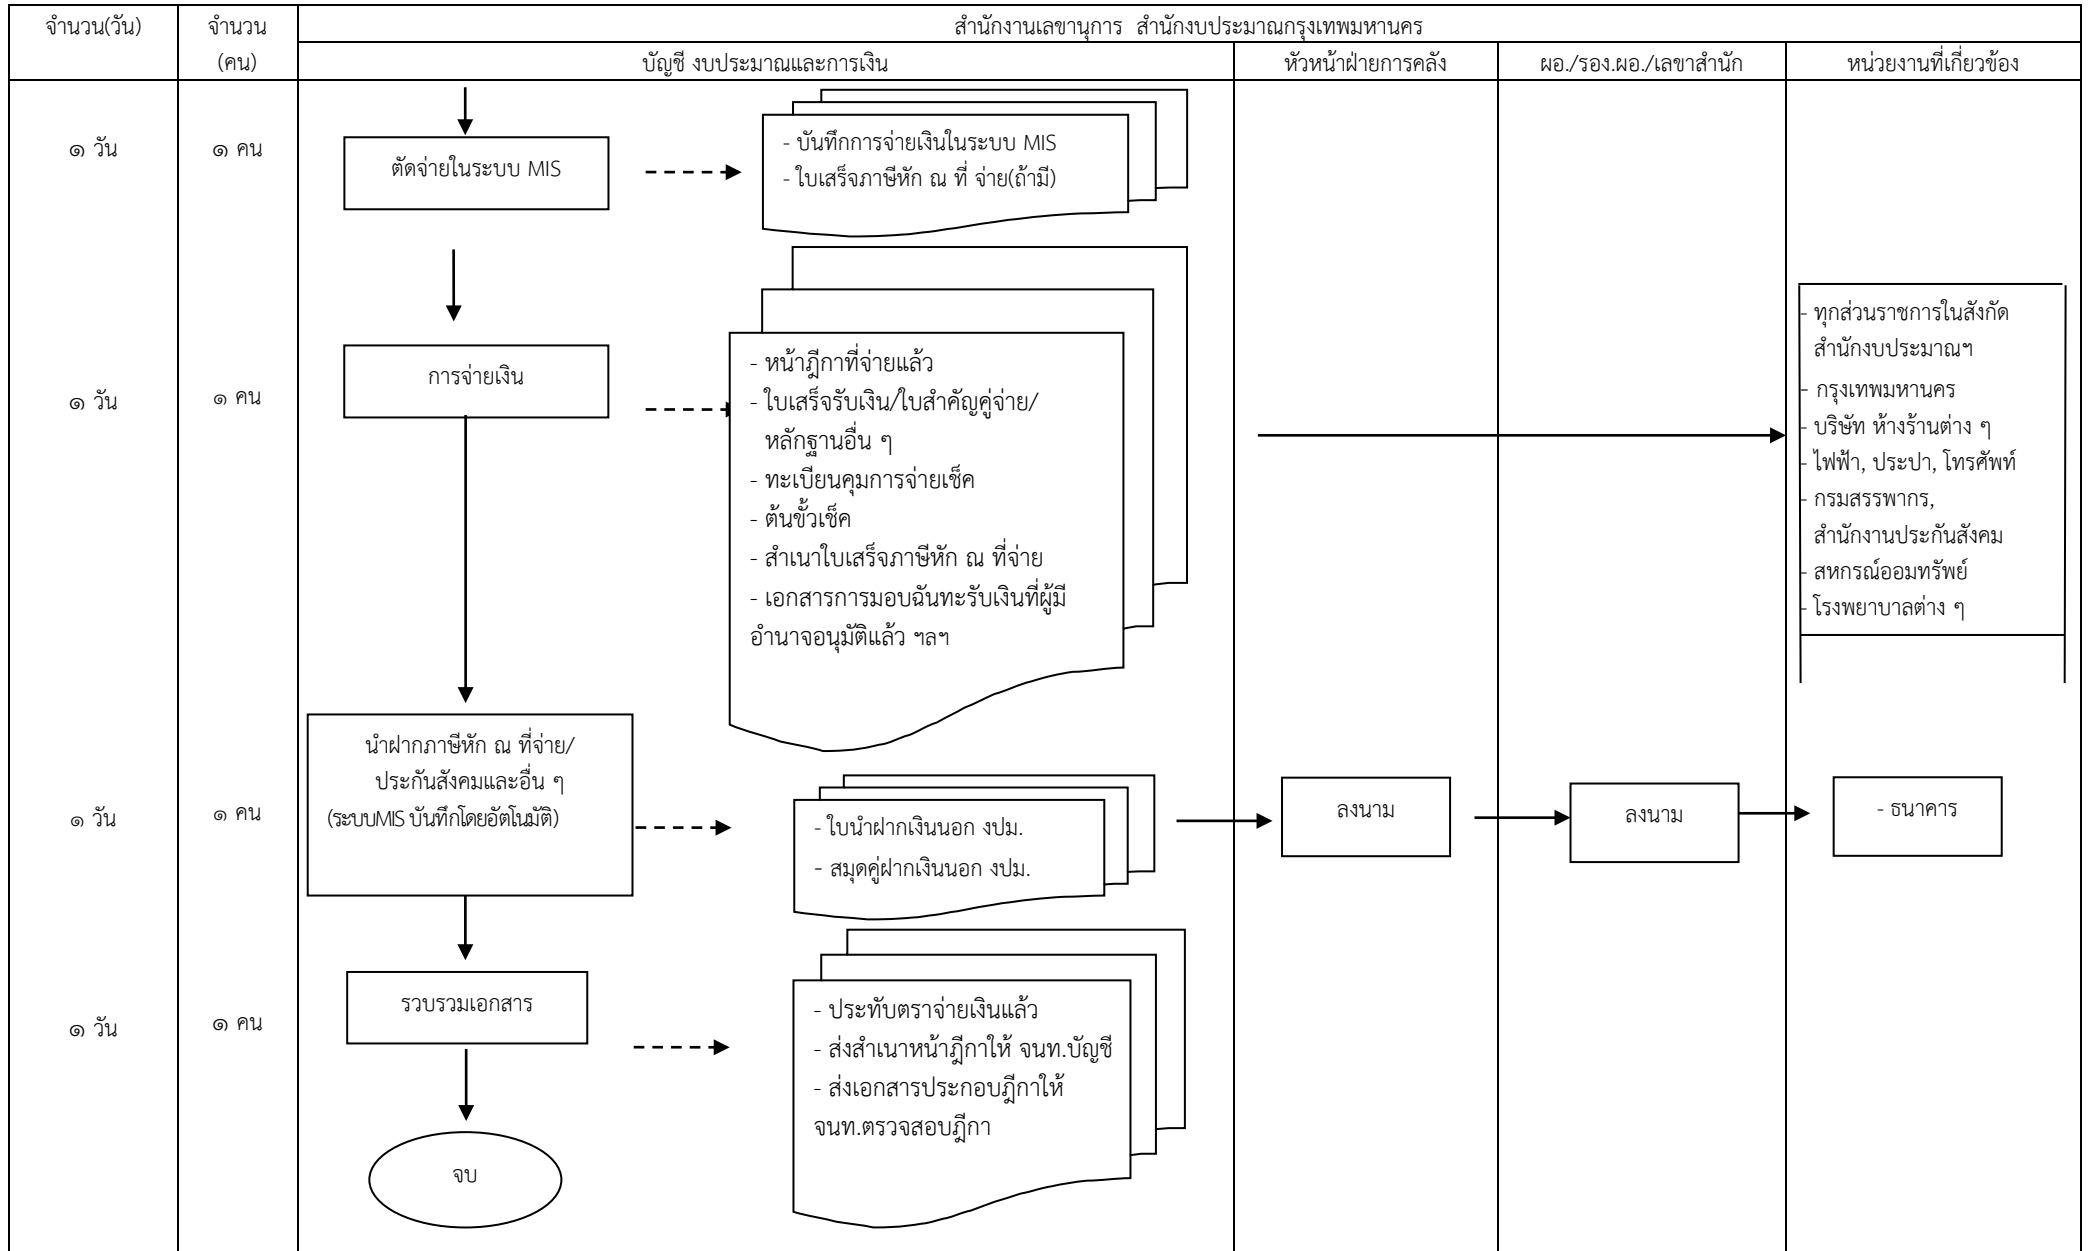 จำนวน(วัน)
จำนวน
(คน)
สำนักงานเลขานุการ สำนักงบประมาณกรุงเทพมหานคร
บัญชี งบประมาณและการเงิน
หัวหน้าฝ่ายการคลัง
ผอ./รอง.ผอ./เลขาสำนัก
หน่วยงานที่เกี่ยวข้อง
๑ วัน
๑ คน
ตัดจ่ายในระบบ MIS
- บันทึกการจ่ายเงินในระบบ MIS
- ใบเสร็จภาษีหัก ณ ที่ จ่าย(ถ้ามี)
๑ วัน
๑ คน
การจ่ายเงิน
- หน้าฎีกาที่จ่ายแล้ว
- ใบเสร็จรับเงิน/ใบสำคัญคู่จ่าย/
หลักฐานอื่น ๆ
- ทะเบียนคุมการจ่ายเช็ค
- ต้นขั้วเช็ค
- สำเนาใบเสร็จภาษีหัก ณ ที่จ่าย
- เอกสารการมอบฉันทะรับเงินที่ผู้มี
อำนาจอนุมัติแล้ว ฯลฯ
- ทุกส่วนราชการในสังกัด
สำนักงบประมาณฯ
- กรุงเทพมหานคร
- บริษัท ห้างร้านต่าง ๆ
- ไฟฟ้า, ประปา, โทรศัพท์
- กรมสรรพากร,
สำนักงานประกันสังคม
- สหกรณ์ออมทรัพย์
- โรงพยาบาลต่าง ๆ
๑ วัน
๑ คน
นำฝากภาษีหัก ณ ที่จ่าย/
ประกันสังคมและอื่น ๆ
(ระบบMIS บันทึกโดยอัตโนมัติ)
- ใบนำฝากเงินนอก งปม.
- สมุดคู่ฝากเงินนอก งปม.
ลงนาม
ลงนาม
- ธนาคาร
๑ วัน
๑ คน
รวบรวมเอกสาร
- ประทับตราจ่ายเงินแล้ว
- ส่งสำเนาหน้าฎีกาให้ จนท.บัญชี
- ส่งเอกสารประกอบฎีกาให้
จนท.ตรวจสอบฎีกา
จบ